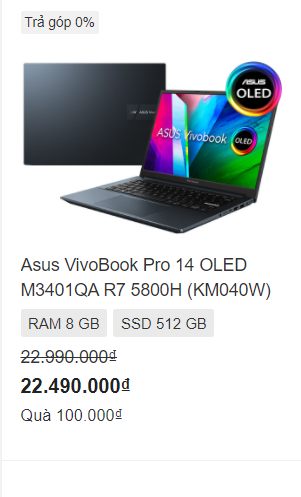 Trả góp 0%
ASUS
OLED
ASUS Vivobook
OLED
Asus VivoBook Pro 14 OLED
M3401QA R7 5800H (KM040W)
RAM 8 GB SSD 512 GB
22.990.000₫
22.490.000₫
Quà 100.000₫